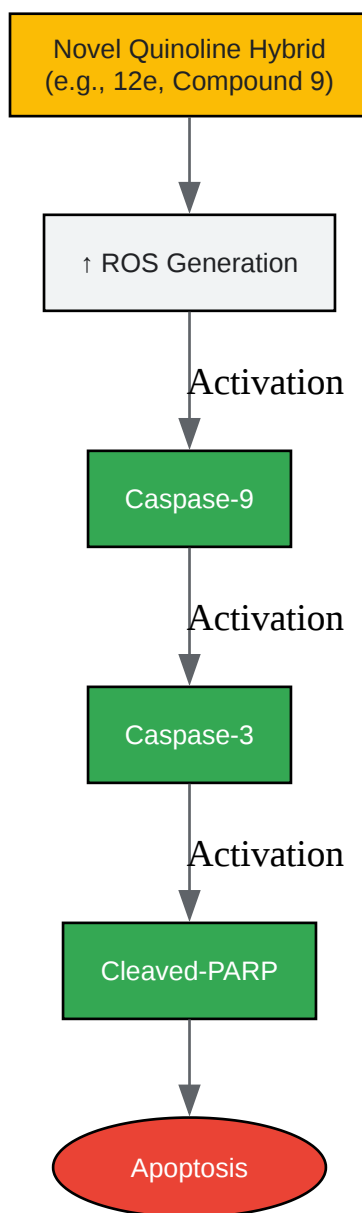 Novel Quinoline Hybrid
(e.g., 12e, Compound 9)
↑ ROS Generation
Activation
Caspase-9
Activation
Caspase-3
Activation
Cleaved-PARP
Apoptosis